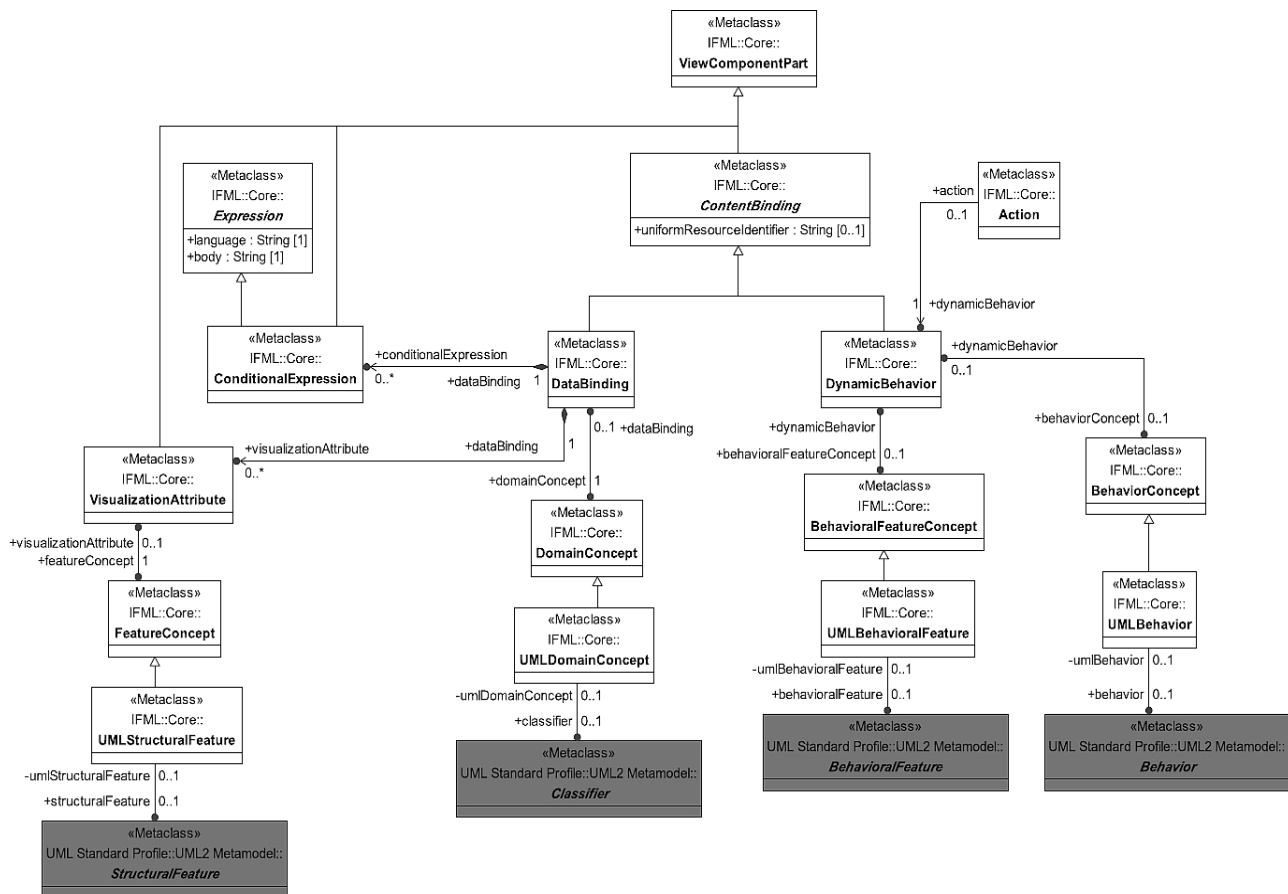 «Metaclass»
IFML::Core::
ViewComponentPart
«Metaclass»
IFML::Core::
Expression
+language : String [1]
+body : String [1]
«Metaclass»
IFML::Core::
ContentBinding
+uniformResourceIdentifier : String [0..1]
«Metaclass»
IFML::Core::
Action
+action
0..1
1
+dynamicBehavior
«Metaclass»
IFML::Core::
ConditionalExpression
+conditionalExpression
0..*
+dataBinding
1
«Metaclass»
IFML::Core::
DataBinding
«Metaclass»
IFML::Core::
DynamicBehavior
+dynamicBehavior
0..1
+behaviorConcept
0..1
+visualizationAttribute
0..*
+dataBinding
1
0..1
+dataBinding
+domainConcept
1
+dynamicBehavior
+behavioralFeatureConcept
0..1
«Metaclass»
IFML::Core::
VisualizationAttribute
+visualizationAttribute
0..1
+featureConcept
1
«Metaclass»
IFML::Core::
DomainConcept
«Metaclass»
IFML::Core::
BehavioralFeatureConcept
«Metaclass»
IFML::Core::
BehaviorConcept
«Metaclass»
IFML::Core::
FeatureConcept
«Metaclass»
IFML::Core::
UMLDomainConcept
«Metaclass»
IFML::Core::
UMLBehavioralFeature
«Metaclass»
IFML::Core::
UMLBehavior
«Metaclass»
IFML::Core::
UMLStructuralFeature
-umlDomainConcept
0..1
+classifier
0..1
-umlBehavioralFeature
0..1
+behavioralFeature
0..1
-umlBehavior
0..1
+behavior
0..1
-umlStructuralFeature
0..1
+structuralFeature
0..1
«Metaclass»
UML Standard Profile::UML2 Metamodel::
Classifier
«Metaclass»
UML Standard Profile::UML2 Metamodel::
BehavioralFeature
«Metaclass»
UML Standard Profile::UML2 Metamodel::
Behavior
«Metaclass»
UML Standard Profile::UML2 Metamodel::
StructuralFeature